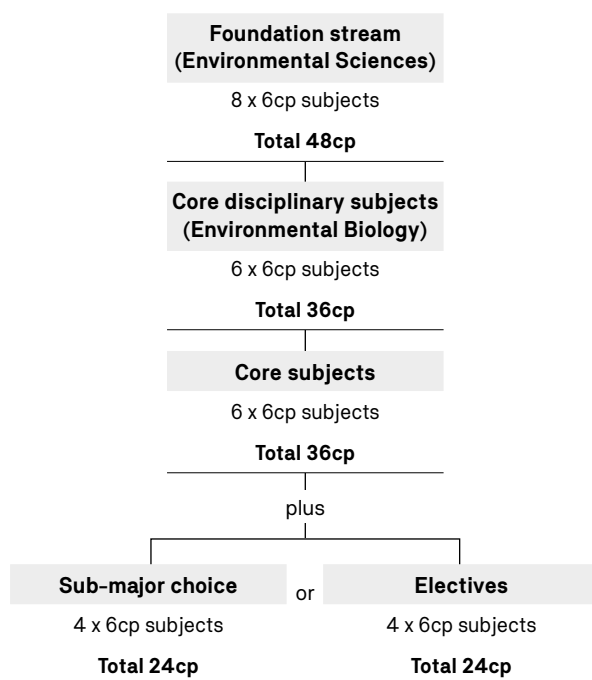 Foundation stream
(Environmental Sciences)
8 x 6cp subjects
Total 48cp
Core disciplinary subjects
(Environmental Biology)
6 x 6cp subjects
Total 36cp
Core subjects
6 x 6cp subjects
Total 36cp
plus
Sub-major choice
or
Electives
4 x 6cp subjects
4 x 6cp subjects
Total 24cp
Total 24cp